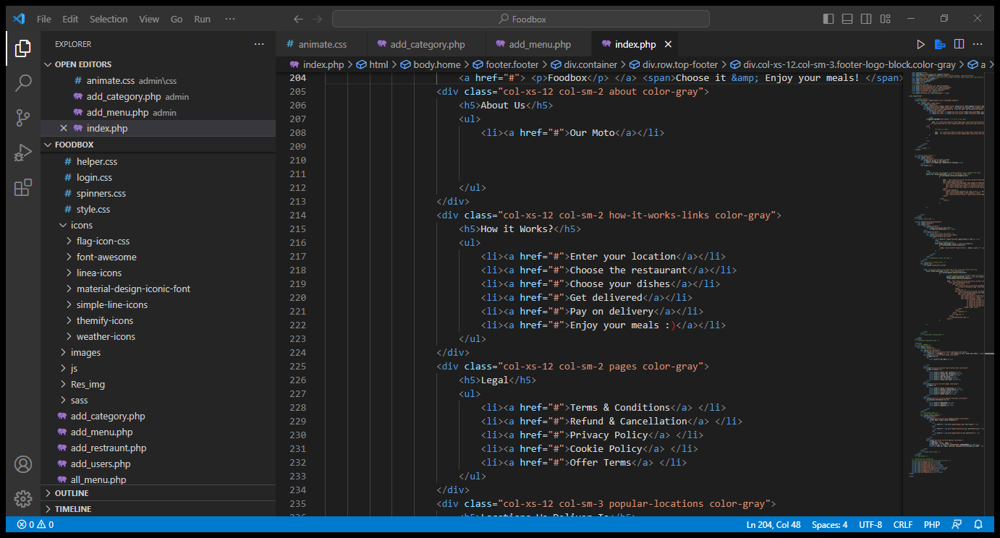 File Edit Selection View Go Run ··· Foodbox
EXPLORER ···
OPEN EDITORS
# animate.css admin\css
add_category.php admin
add_menu.php admin
index.php
FOODBOX
# helper.css
# login.css
# spinners.css
# style.css
icons
flag-icon-css
font-awesome
linea-icons
material-design-iconic-font
simple-line-icons
themify-icons
weather-icons
images
js
Res_img
sass
add_category.php
add_menu.php
add_restraunt.php
add_users.php
all_menu.php
OUTLINE
TIMELINE
# animate.css add_category.php add_menu.php index.php
index.php > html > body.home > footer.footer > div.container > div.row.top-footer > div.col-xs-12.col-sm-3.footer-logo-block.color-gray > a >
204 <a href="#"> <p>Foodbox</p> </a> <span>Choose it &amp; Enjoy your meals! </span>
205 <div class="col-xs-12 col-sm-2 about color-gray">
206 <h5>About Us</h5>
207 <ul>
208 <li><a href="#">Our Moto</a></li>
209
210
211
212 </ul>
213 </div>
214 <div class="col-xs-12 col-sm-2 how-it-works-links color-gray">
215 <h5>How it Works?</h5>
216 <ul>
217 <li><a href="#">Enter your location</a></li>
218 <li><a href="#">Choose the restaurant</a></li>
219 <li><a href="#">Choose your dishes</a></li>
220 <li><a href="#">Get delivered</a></li>
221 <li><a href="#">Pay on delivery</a></li>
222 <li><a href="#">Enjoy your meals :)</a></li>
223 </ul>
224 </div>
225 <div class="col-xs-12 col-sm-2 pages color-gray">
226 <h5>Legal</h5>
227 <ul>
228 <li><a href="#">Terms & Conditions</a> </li>
229 <li><a href="#">Refund & Cancellation</a> </li>
230 <li><a href="#">Privacy Policy</a> </li>
231 <li><a href="#">Cookie Policy</a> </li>
232 <li><a href="#">Offer Terms</a> </li>
233 </ul>
234 </div>
235 <div class="col-xs-12 col-sm-3 popular-locations color-gray">
236 <h5>Locations We Deliver To</h5>
0 0 Ln 204, Col 48 Spaces: 4 UTF-8 CRLF PHP